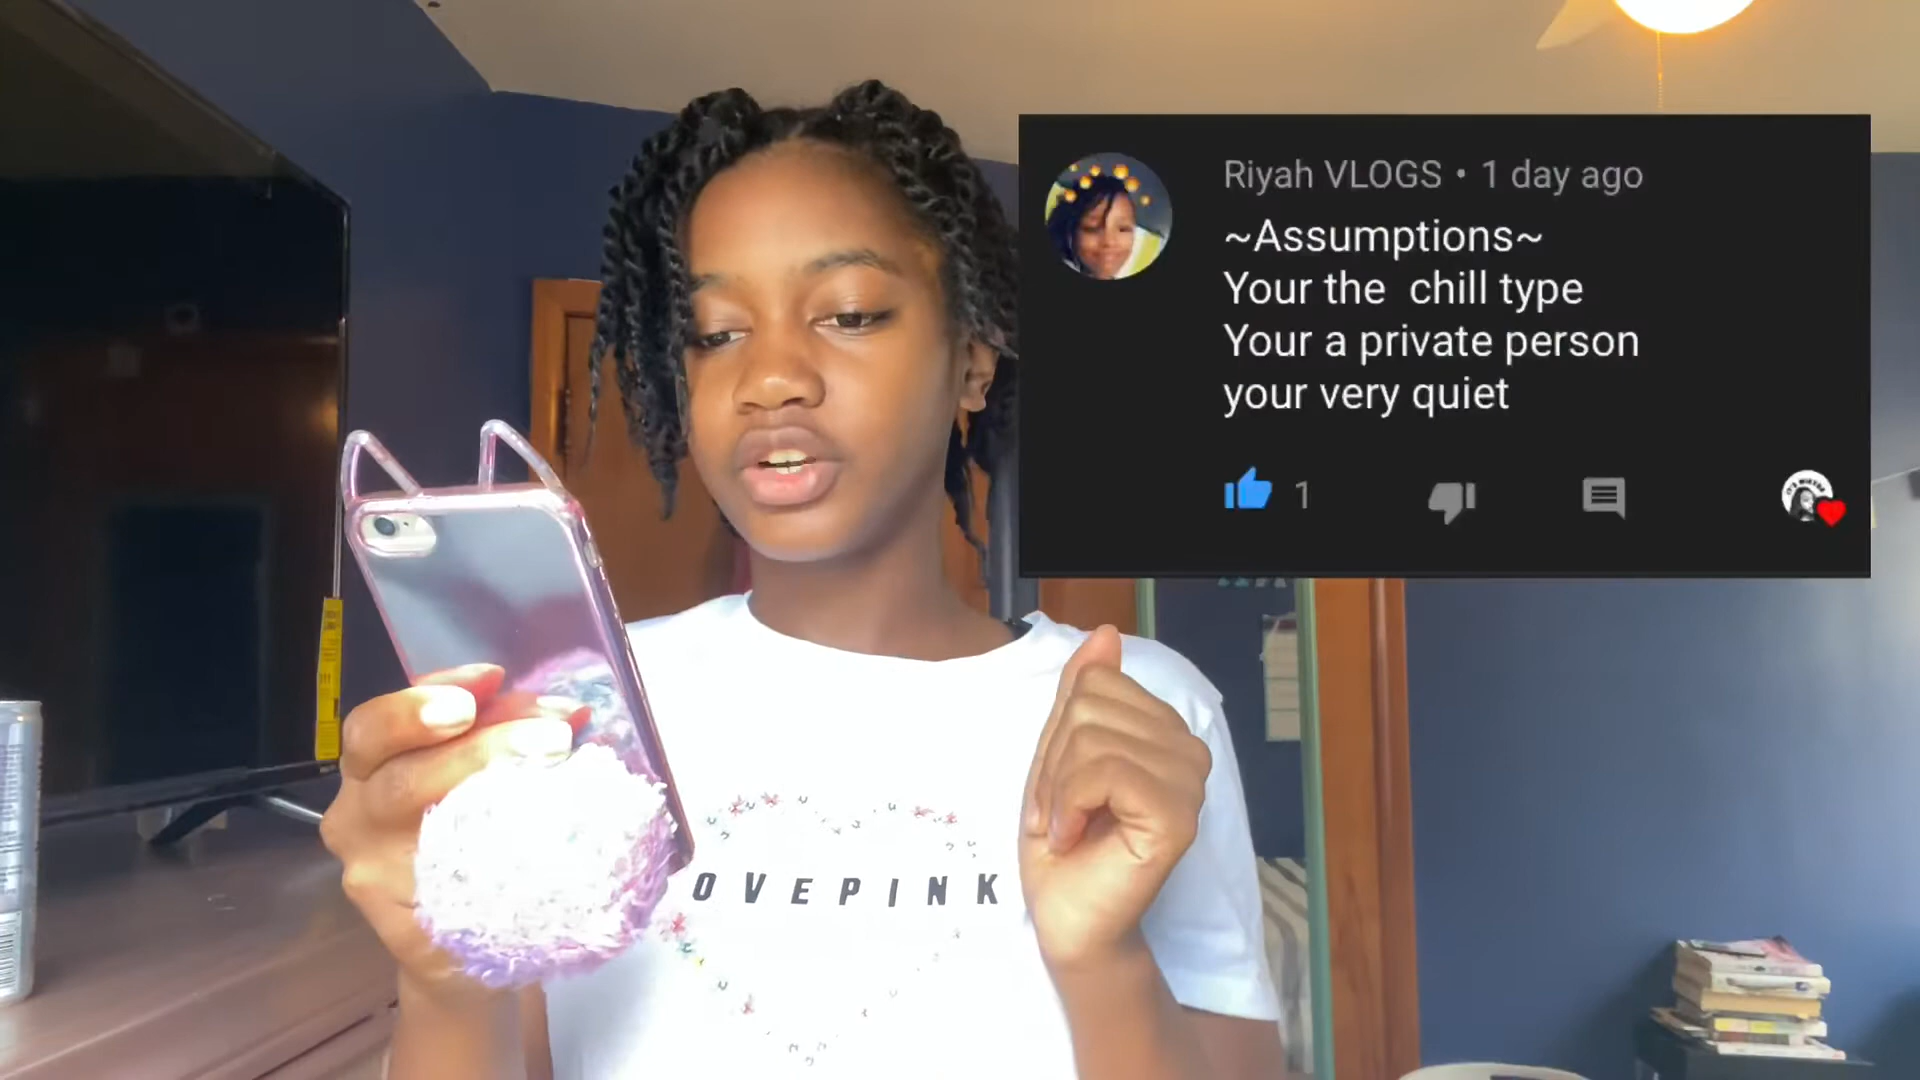 Riyah VLOGS • 1 day ago
~Assumptions~
Your the chill type
Your a private person
your very quiet
1
OVEPINK